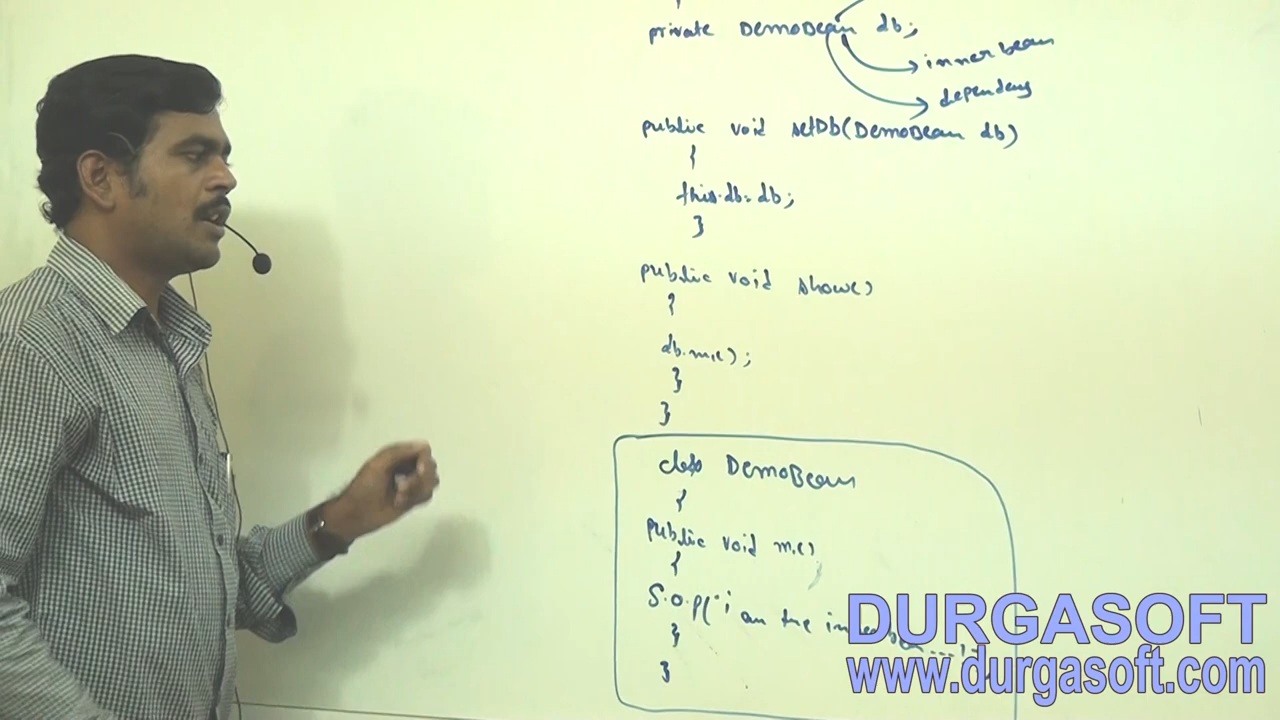 {
private DemoBean db;
inner bean
dependency
public void setDb(DemoBean db)
{
this.db=db;
}
public void show()
{
db.m1();
}
}
class DemoBean
{
public void m1()
{
S.O.P("i am the inner
}
}
DURGASOFT
www.durgasoft.com